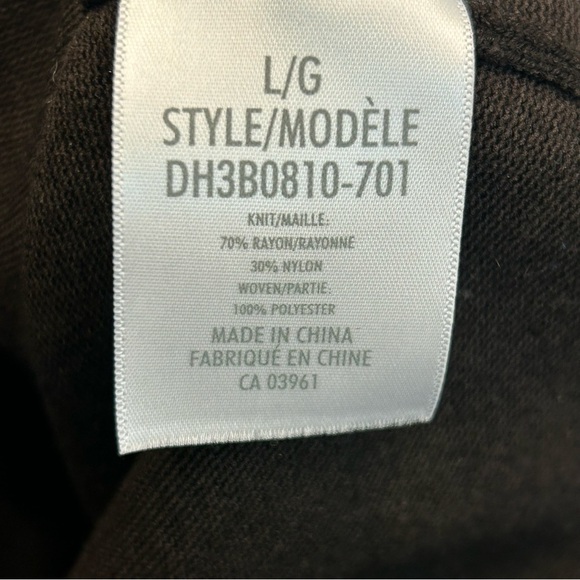 L/G
STYLE/MODÈLE
DH3B0810-701
KNIT/MAILLE:
70% RAYON/RAYONNE
30% NYLON
WOVEN/PARTIE:
100% POLYESTER
MADE IN CHINA
FABRIQUÉ EN CHINE
CA 03961